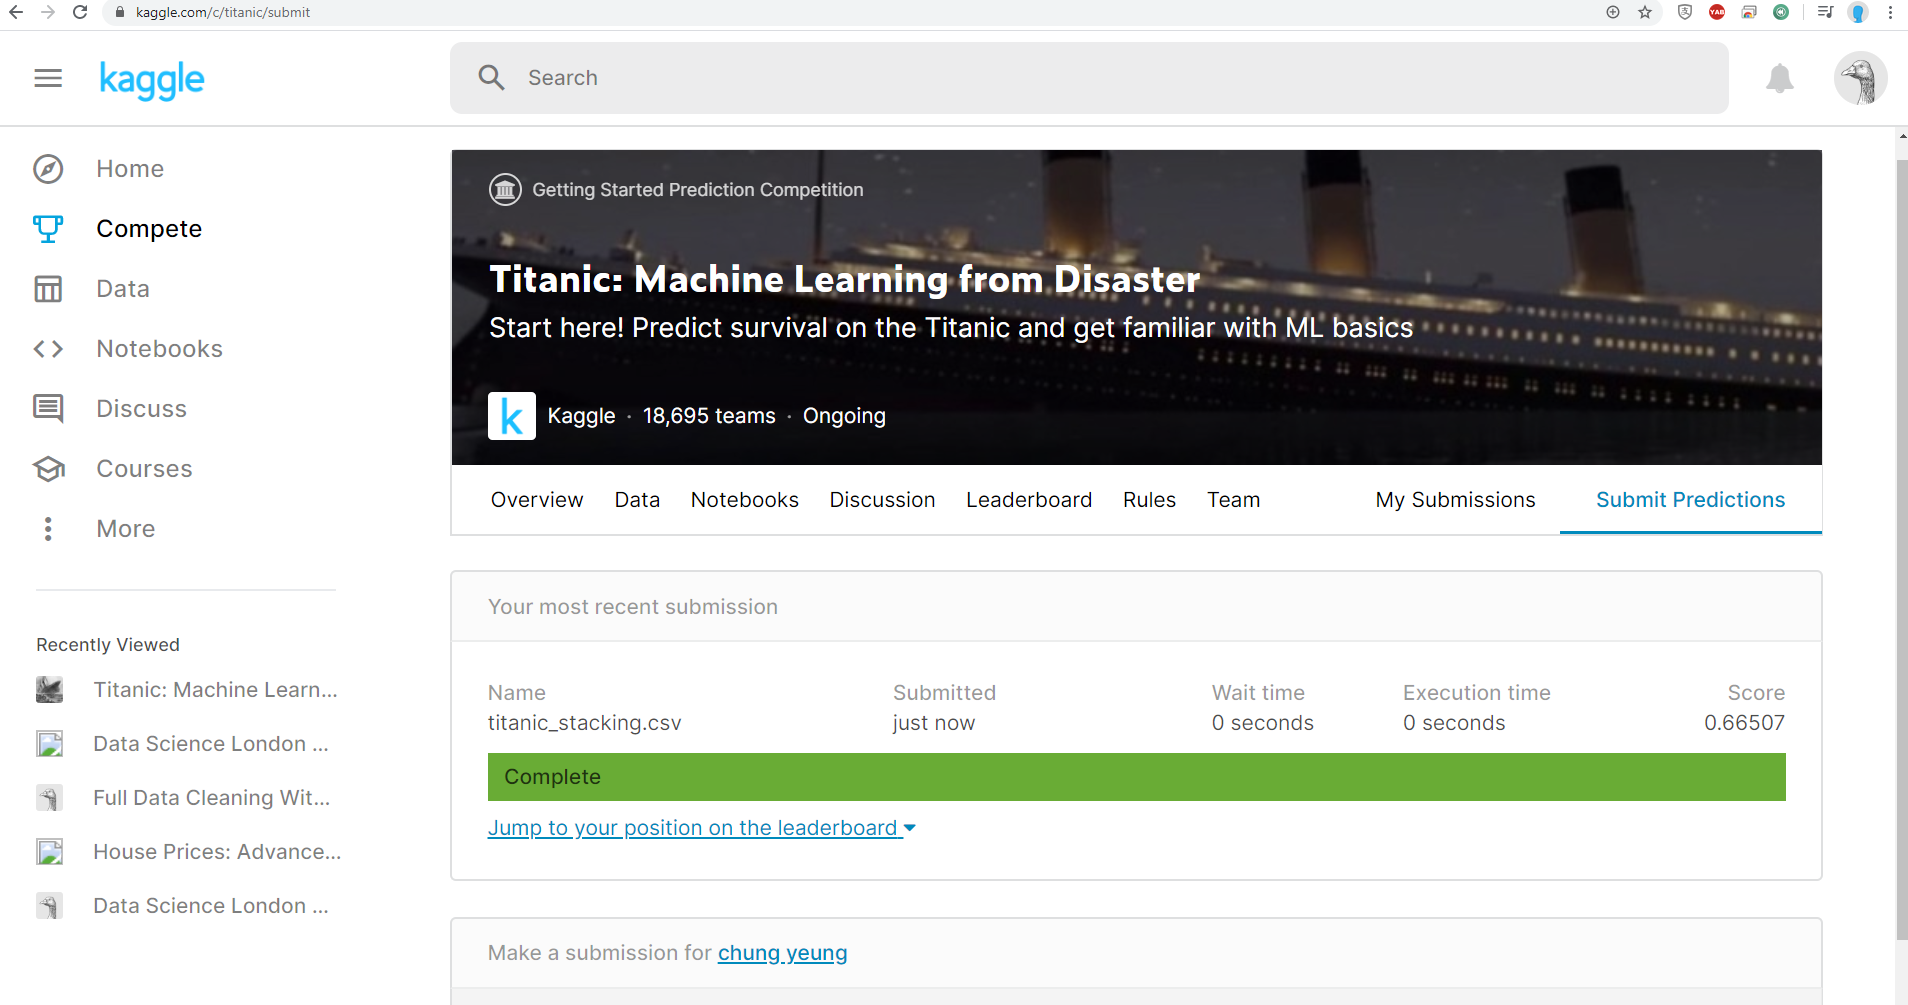 kaggle.com/c/titanic/submit
YAB
kaggle
Search
Home
Compete
Data
Notebooks
Discuss
Courses
More
Recently Viewed
Titanic: Machine Learn...
Data Science London ...
Full Data Cleaning Wit...
House Prices: Advance...
Data Science London ...
Getting Started Prediction Competition
Titanic: Machine Learning from Disaster
Start here! Predict survival on the Titanic and get familiar with ML basics
k Kaggle · 18,695 teams · Ongoing
Overview Data Notebooks Discussion Leaderboard Rules Team My Submissions Submit Predictions
Your most recent submission
Name Submitted Wait time Execution time Score
titanic_stacking.csv just now 0 seconds 0 seconds 0.66507
Complete
Jump to your position on the leaderboard
Make a submission for chung yeung